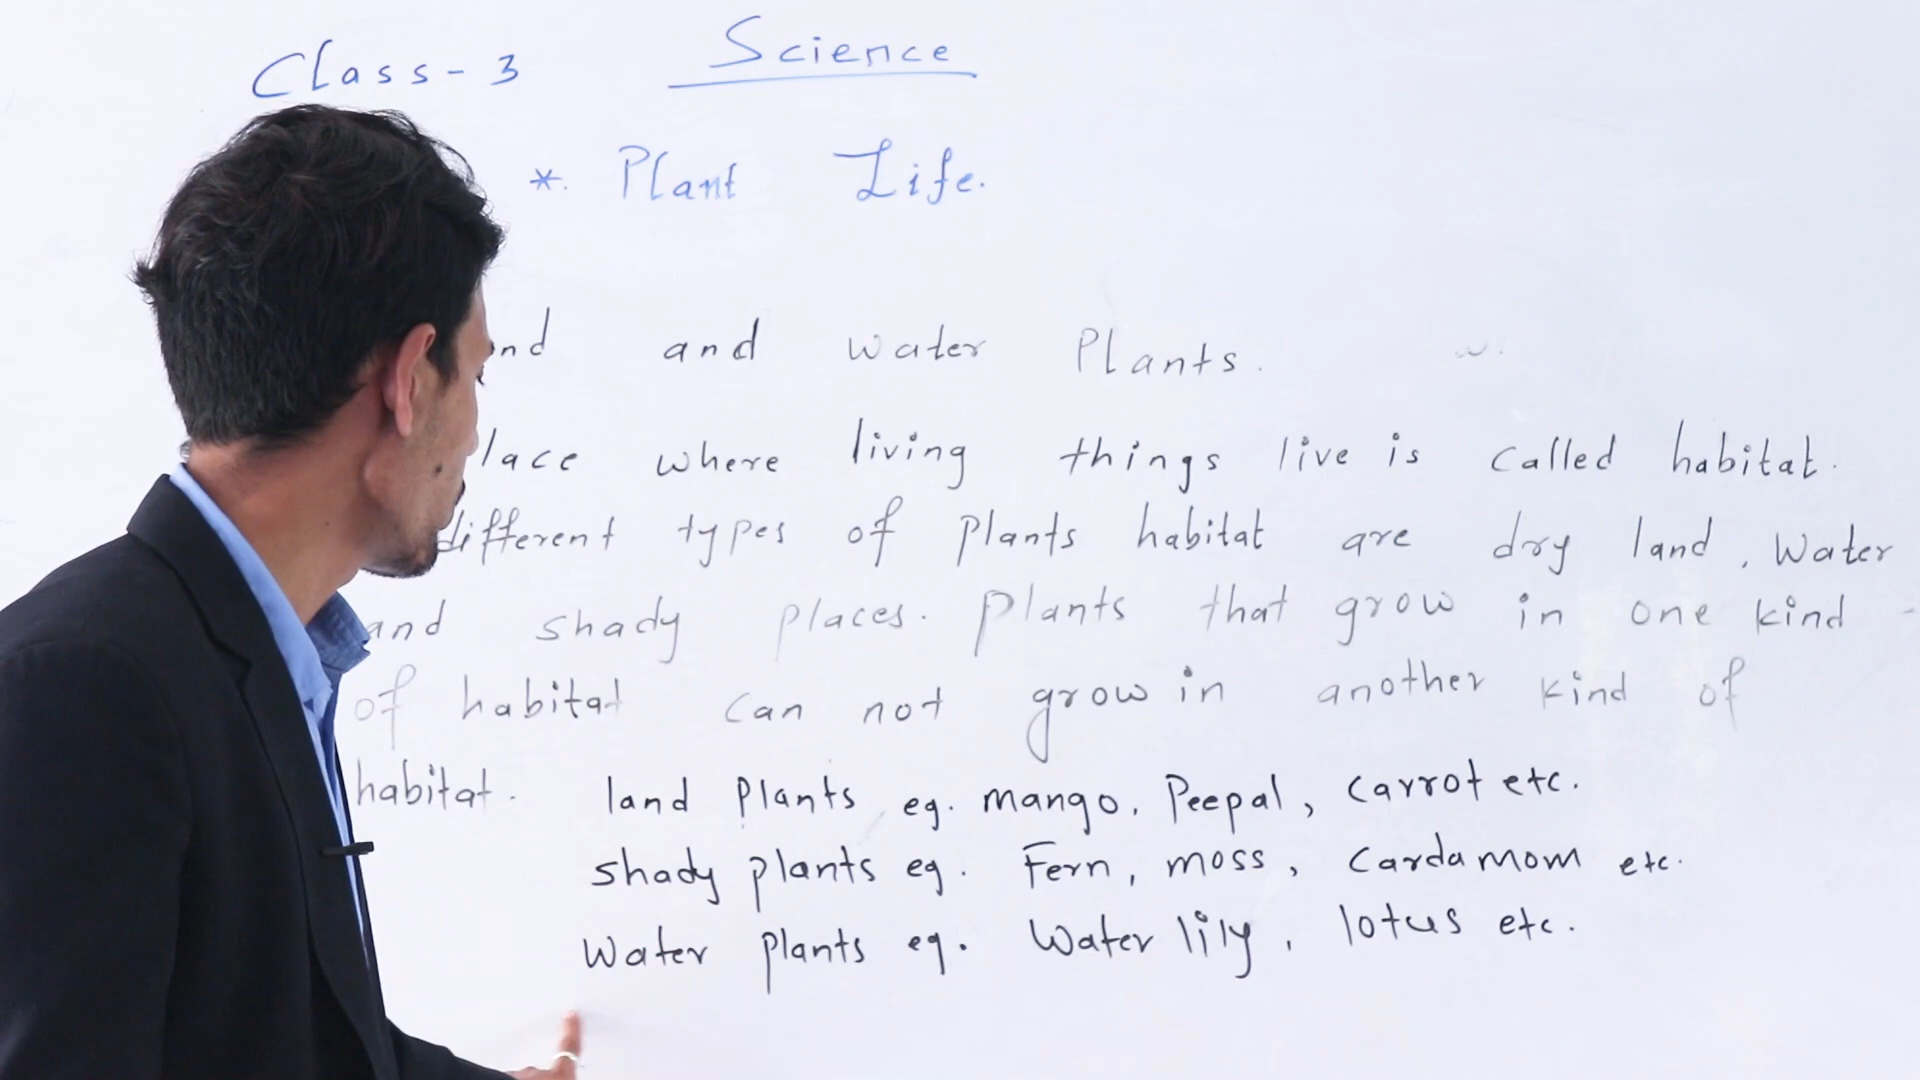 Class-3 Science
*. Plant Life.
and water Plants.
where living things live is called habitat.
different types of plants habitat are dry land, Water
and shady places. plants that grow in one kind
of habitat can not grow in another kind of
habitat. land Plants eg. mango, Peepal, carrot etc.
shady plants eg. Fern, moss, Cardamom etc.
Water plants eg. Water lily, lotus etc.